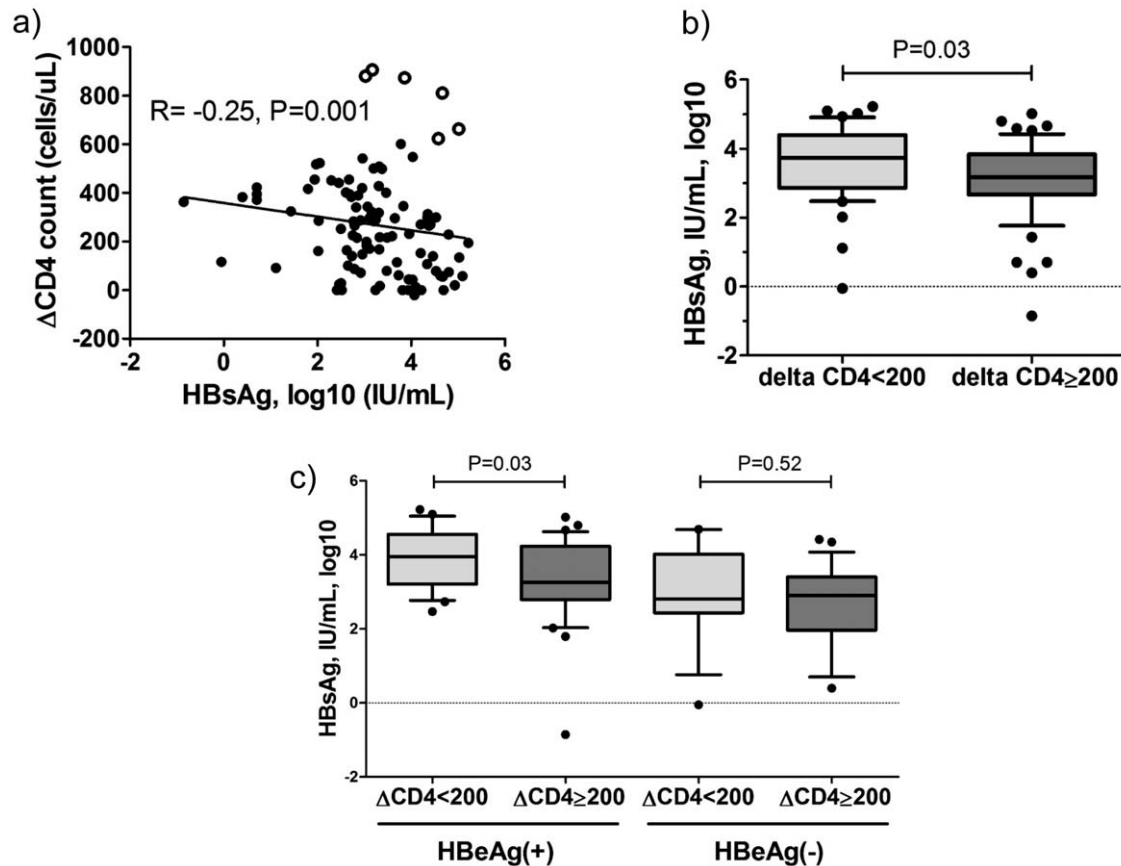 a)
1000
800
600
400
200
0
-200
ΔCD4 count (cells/uL)
R= -0.25, P=0.001
-2 0 2 4 6
HBsAg, log10 (IU/mL)
b)
P=0.03
6
4
2
0
-2
HBsAg, IU/mL, log10
delta CD4<200 delta CD4≥200
c)
P=0.03 P=0.52
6
4
2
0
-2
HBsAg, IU/mL, log10
ΔCD4<200 ΔCD4≥200 ΔCD4<200 ΔCD4≥200
HBeAg(+) HBeAg(-)